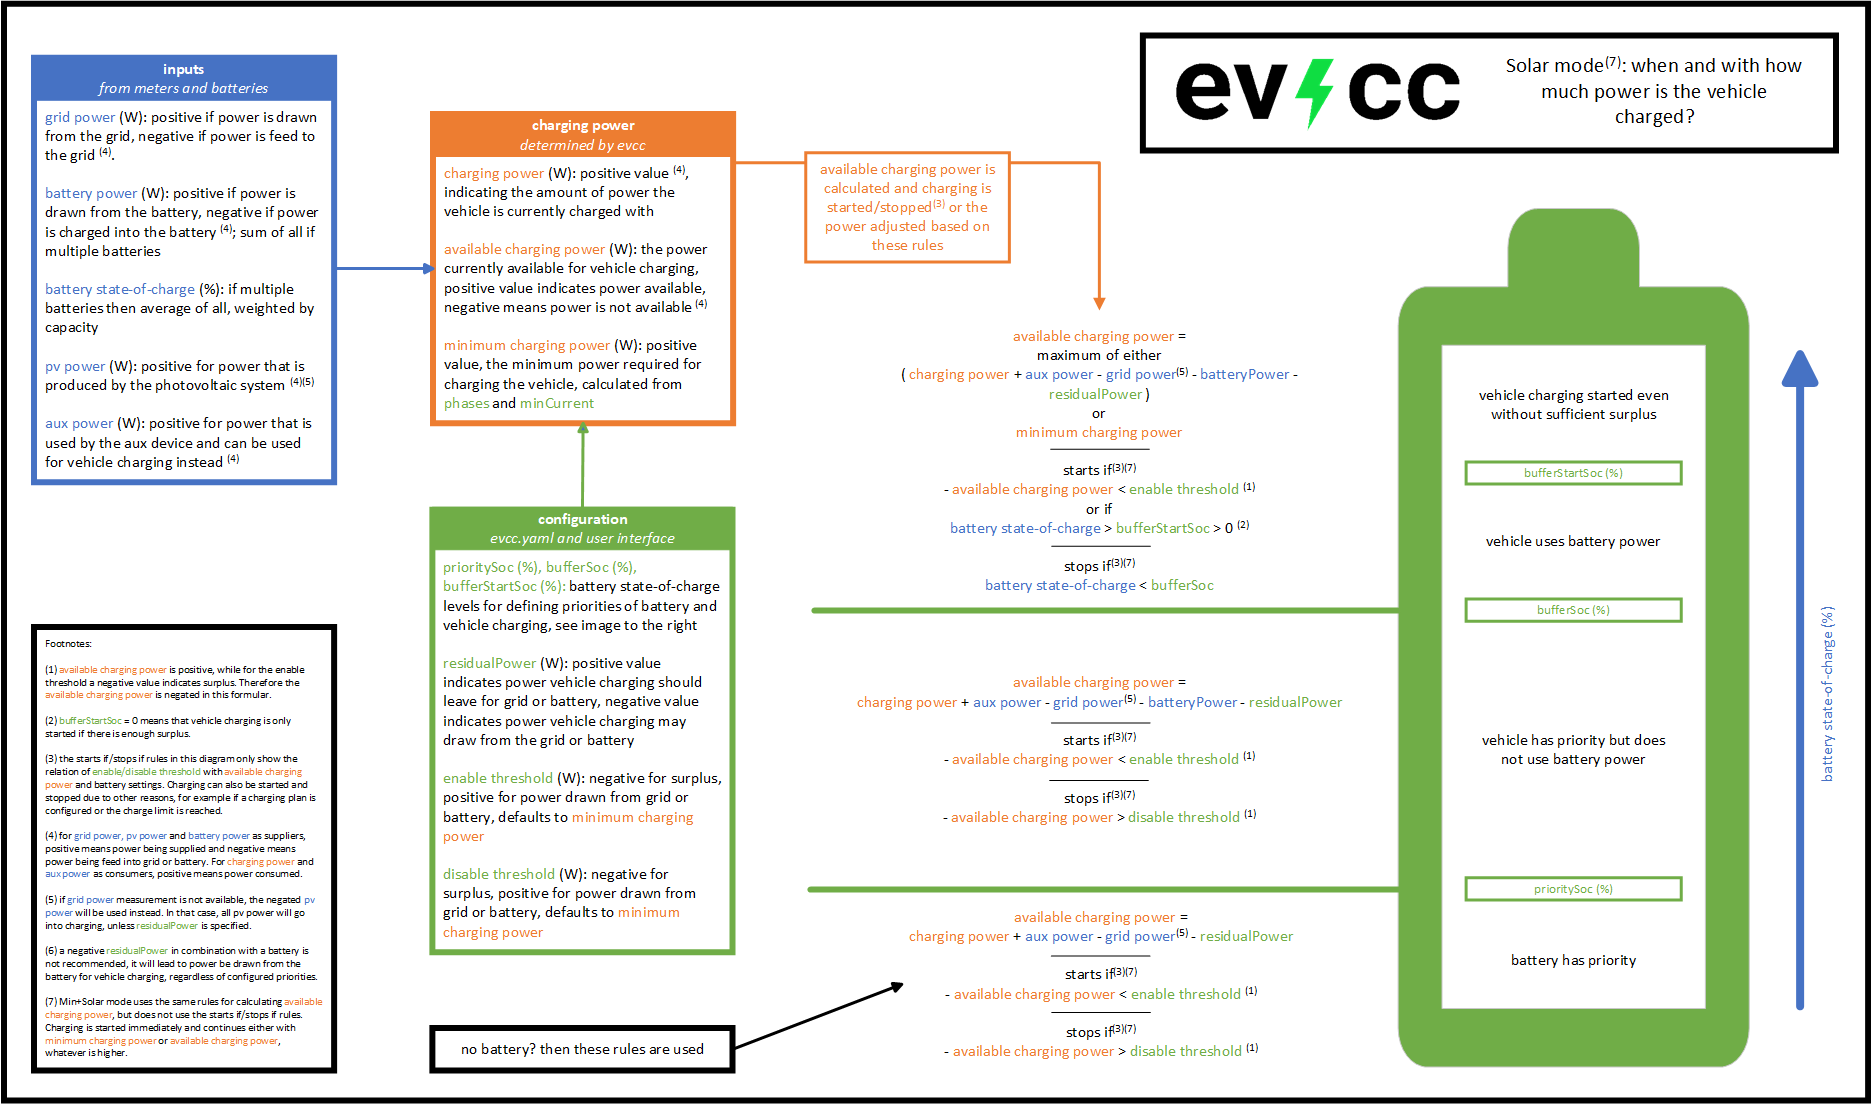 inputs
from meters and batteries
grid power (W): positive if power is drawn
from the grid, negative if power is feed to
the grid (4).
battery power (W): positive if power is
drawn from the battery, negative if power
is charged into the battery (4); sum of all if
multiple batteries
battery state-of-charge (%): if multiple
batteries then average of all, weighted by
capacity
pv power (W): positive for power that is
produced by the photovoltaic system (4)(5)
aux power (W): positive for power that is
used by the aux device and can be used
for vehicle charging instead (4)
charging power
determined by evcc
charging power (W): positive value (4),
indicating the amount of power the
vehicle is currently charged with
available charging power (W): the power
currently available for vehicle charging,
positive value indicates power available,
negative means power is not available (4)
minimum charging power (W): positive
value, the minimum power required for
charging the vehicle, calculated from
phases and minCurrent
configuration
evcc.yaml and user interface
prioritySoc (%), bufferSoc (%),
bufferStartSoc (%): battery state-of-charge
levels for defining priorities of battery and
vehicle charging, see image to the right
residualPower (W): positive value
indicates power vehicle charging should
leave for grid or battery, negative value
indicates power vehicle charging may
draw from the grid or battery
enable threshold (W): negative for surplus,
positive for power drawn from grid or
battery, defaults to minimum charging
power
disable threshold (W): negative for
surplus, positive for power drawn from
grid or battery, defaults to minimum
charging power
no battery? then these rules are used
Footnotes:
(1) available charging power is positive, while for the enable
threshold a negative value indicates surplus. Therefore the
available charging power is negated in this formular.
(2) bufferStartSoc = 0 means that vehicle charging is only
started if there is enough surplus.
(3) the starts if/stops if rules in this diagram only show the
relation of enable/disable threshold with available charging
power and battery settings. Charging can also be started and
stopped due to other reasons, for example if a charging plan is
configured or the charge limit is reached.
(4) for grid power, pv power and battery power as suppliers,
positive means power being supplied and negative means
power being feed into grid or battery. For charging power and
aux power as consumers, positive means power consumed.
(5) if grid power measurement is not available, the negated pv
power will be used instead. In that case, all pv power will go
into charging, unless residualPower is specified.
(6) a negative residualPower in combination with a battery is
not recommended, it will lead to power be drawn from the
battery for vehicle charging, regardless of configured priorities.
(7) Min+Solar mode uses the same rules for calculating available
charging power, but does not use the starts if/stops if rules.
Charging is started immediately and continues either with
minimum charging power or available charging power,
whatever is higher.
available charging power is
calculated and charging is
started/stopped(3) or the
power adjusted based on
these rules
available charging power =
maximum of either
( charging power + aux power - grid power(5) - batteryPower -
residualPower )
or
minimum charging power
starts if(3)(7)
- available charging power < enable threshold (1)
or if
battery state-of-charge > bufferStartSoc > 0 (2)
stops if(3)(7)
battery state-of-charge < bufferSoc
available charging power =
charging power + aux power - grid power(5) - batteryPower - residualPower
starts if(3)(7)
- available charging power < enable threshold (1)
stops if(3)(7)
- available charging power > disable threshold (1)
available charging power =
charging power + aux power - grid power(5) - residualPower
starts if(3)(7)
- available charging power < enable threshold (1)
stops if(3)(7)
- available charging power > disable threshold (1)
evcc
Solar mode(7): when and with how
much power is the vehicle
charged?
vehicle charging started even
without sufficient surplus
bufferStartSoc (%)
vehicle uses battery power
bufferSoc (%)
vehicle has priority but does
not use battery power
prioritySoc (%)
battery has priority
battery state-of-charge (%)